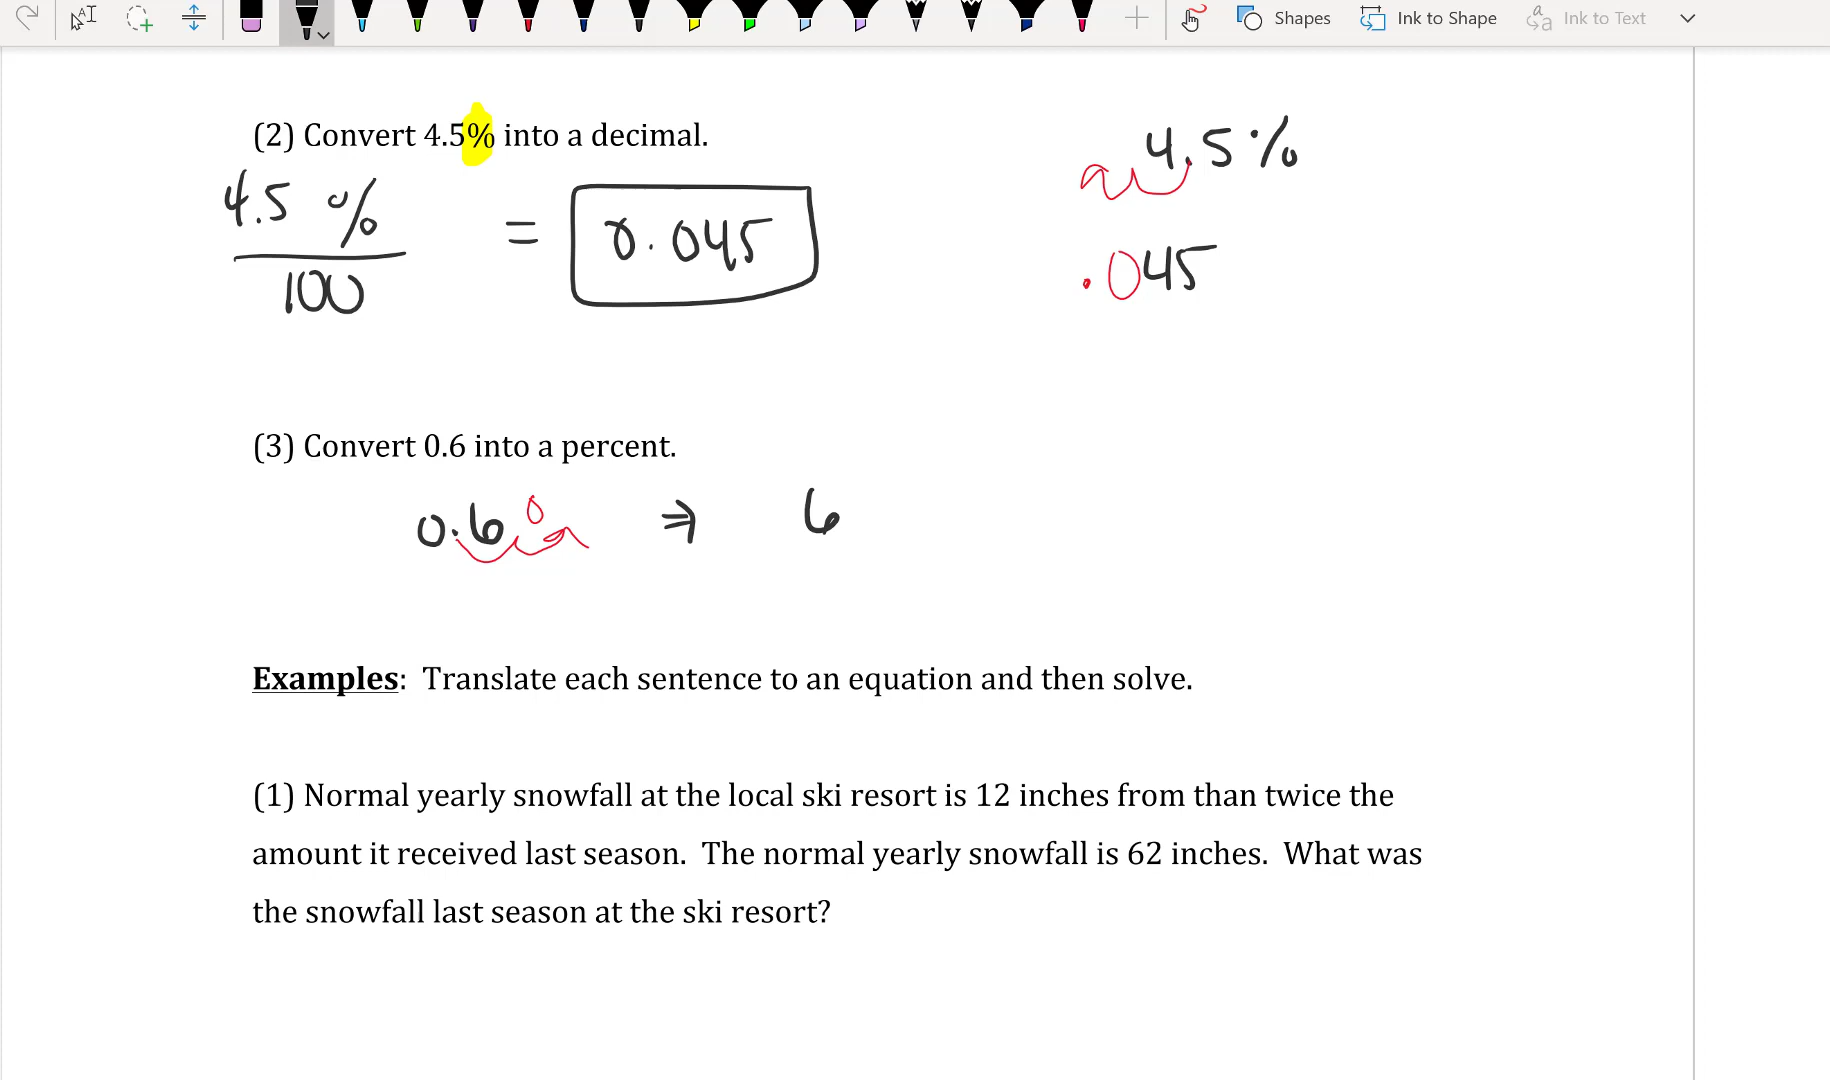 Shapes Ink to Shape Ink to Text
(2) Convert 4.5% into a decimal.
4.5%
4.5 %
100
= 0.045
.045
(3) Convert 0.6 into a percent.
0.60 ⇒ 6
Examples: Translate each sentence to an equation and then solve.
(1) Normal yearly snowfall at the local ski resort is 12 inches from than twice the
amount it received last season. The normal yearly snowfall is 62 inches. What was
the snowfall last season at the ski resort?